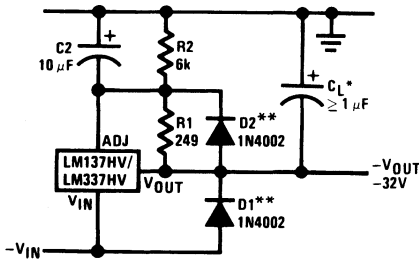 C2
10 μF
+
R2
6k
+
CL*
≥ 1 μF
R1
249
D2**
1N4002
ADJ
LM137HV/
LM337HV
VOUT
VIN
–VOUT
–32V
D1**
1N4002
–VIN